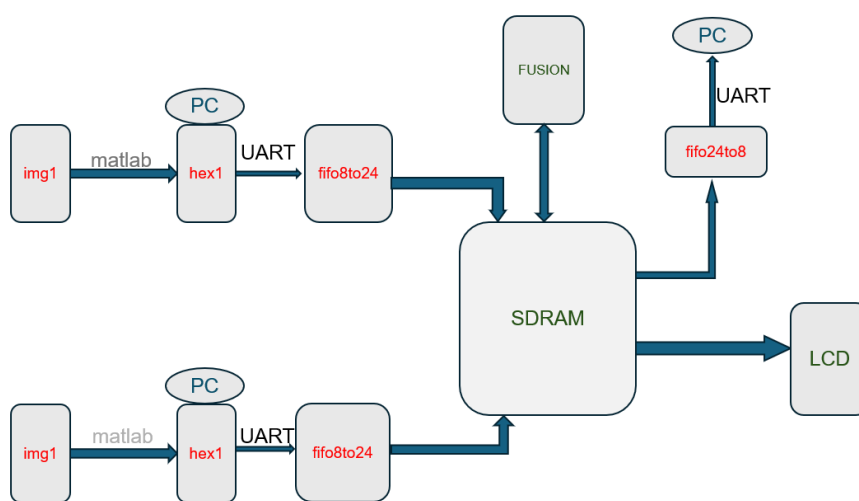 PC
FUSION
PC
UART
matlab
UART
img1
hex1
fifo8to24
fifo24to8
SDRAM
LCD
PC
matlab
UART
img1
hex1
fifo8to24